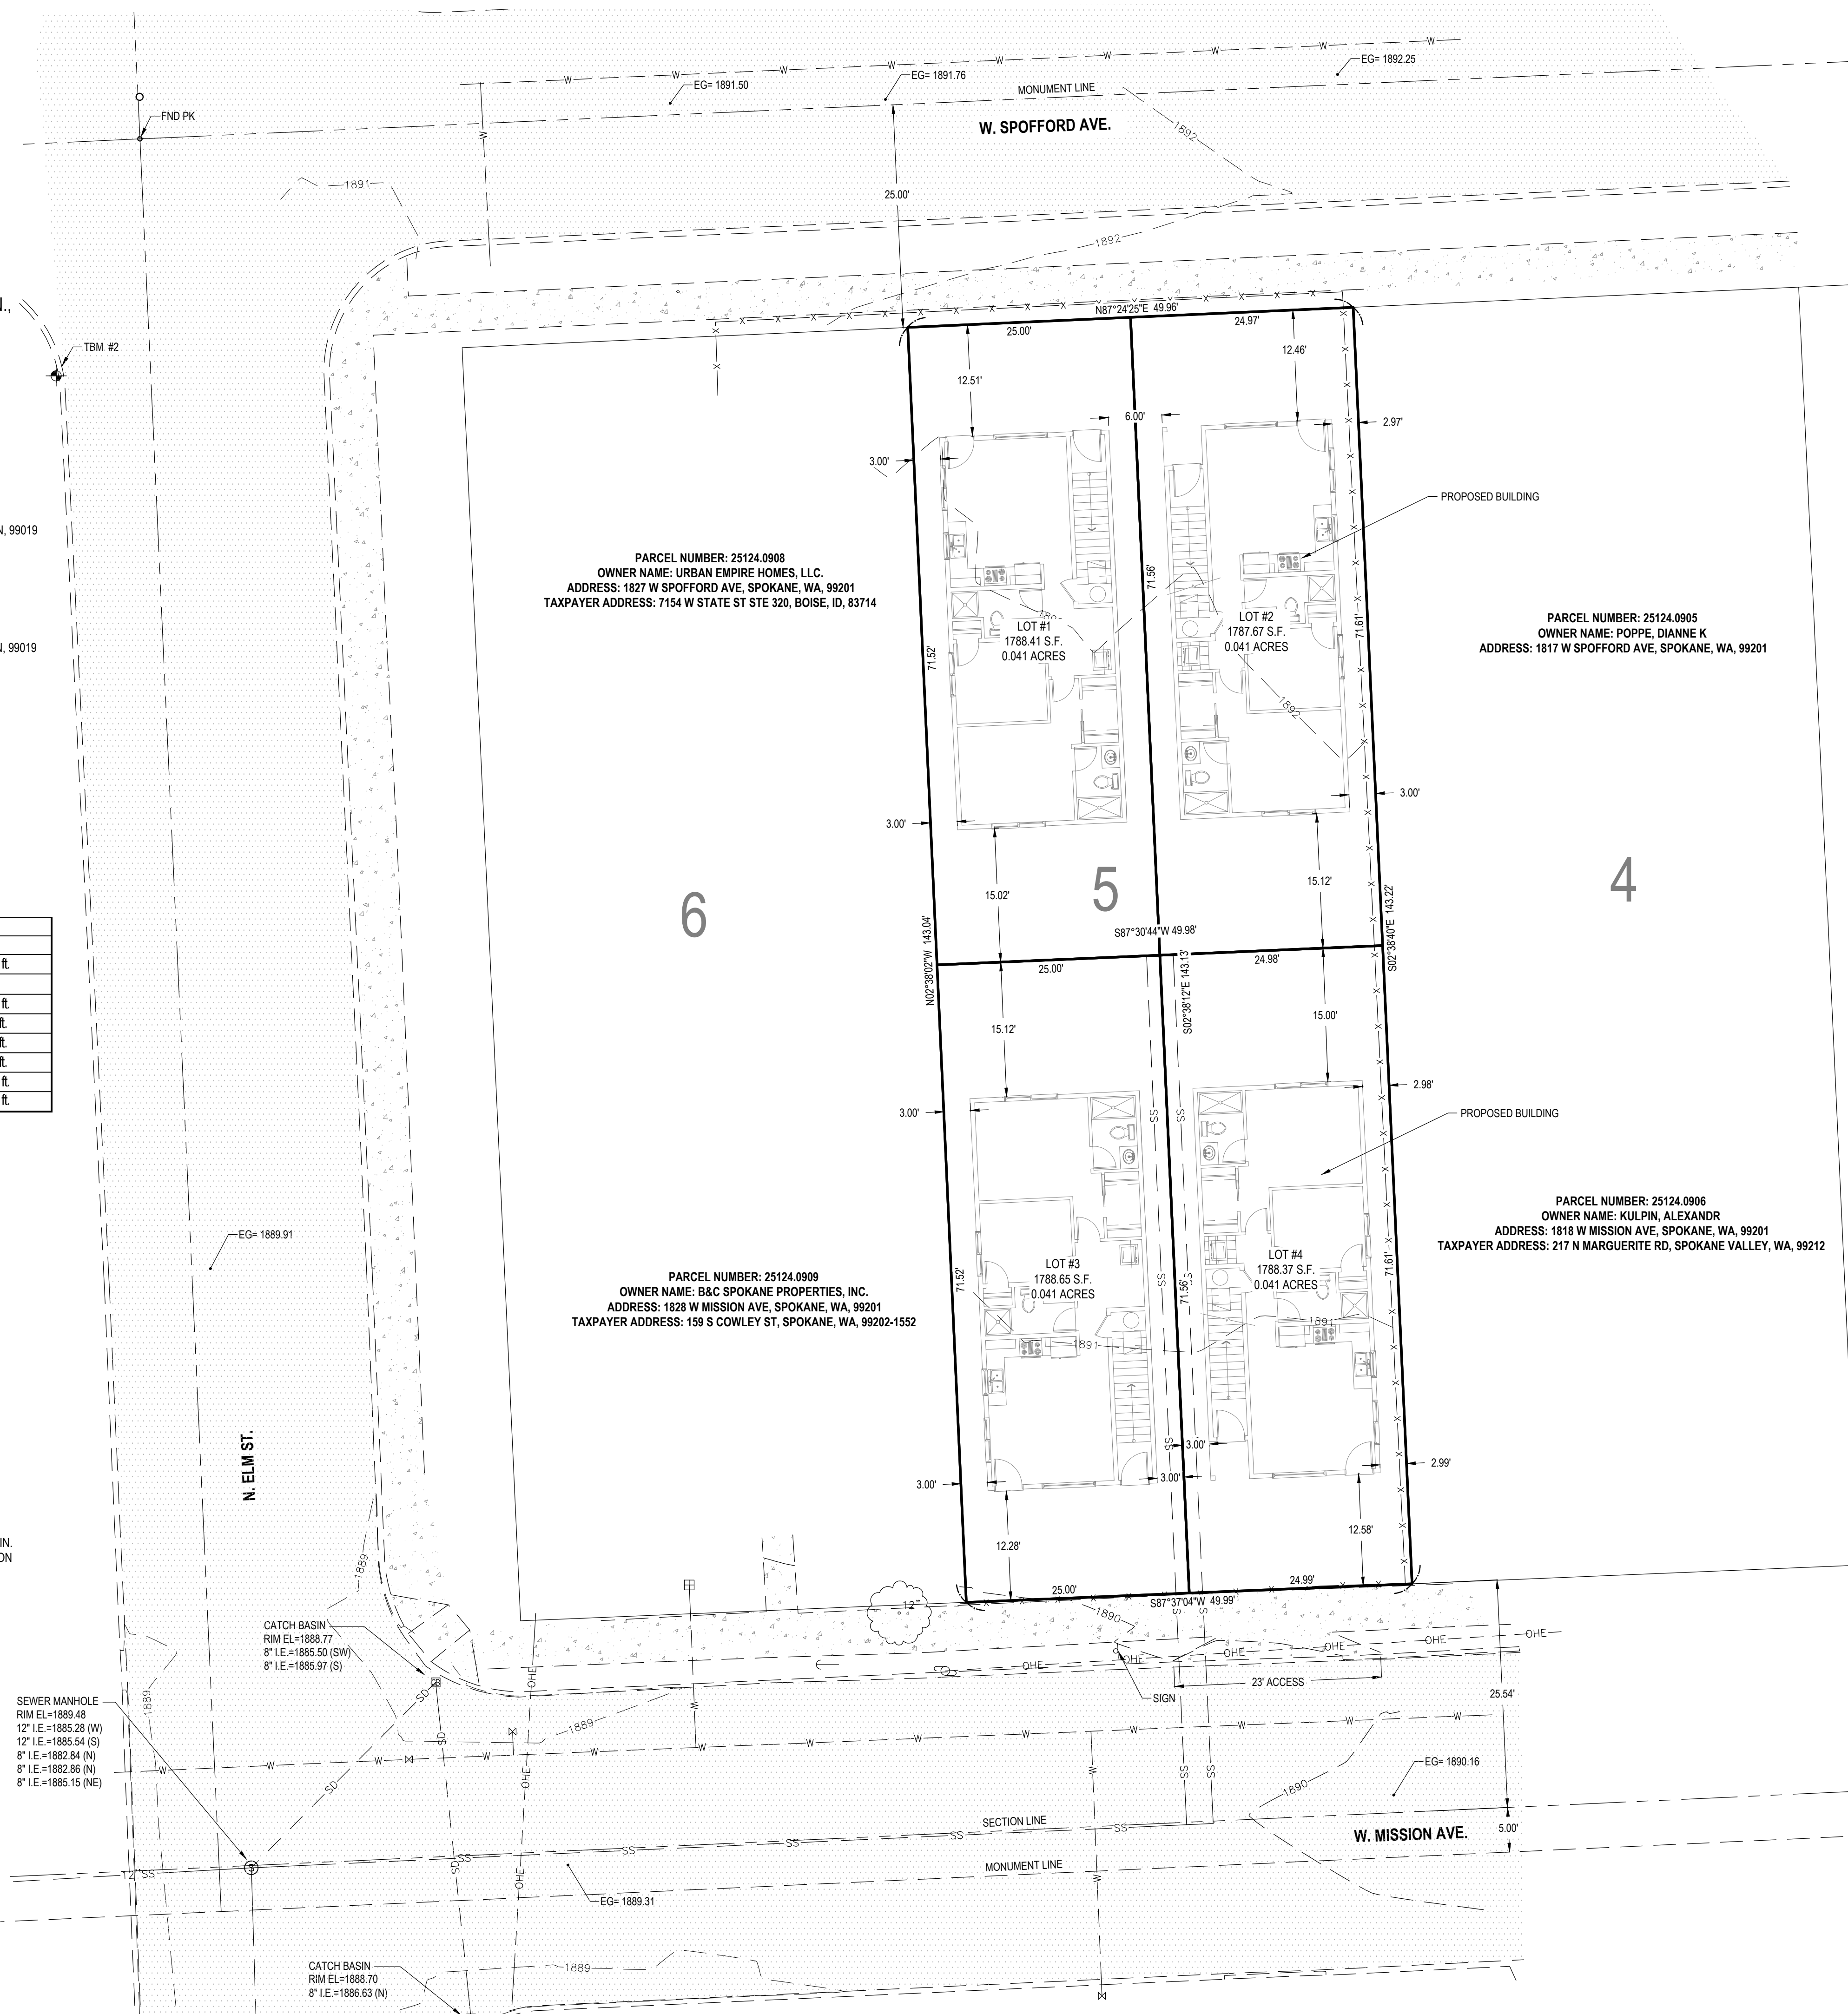 EG= 1891.50
EG= 1891.76
EG= 1892.25
MONUMENT LINE
W. SPOFFORD AVE.
FND PK
1892
1891
25.00'
1892
N.,
TBM #2
N87°24'25"E 49.96'
25.00'
24.97'
12.51'
12.46'
6.00'
2.97'
3.00'
PROPOSED BUILDING
N, 99019
N, 99019
PARCEL NUMBER: 25124.0908
OWNER NAME: URBAN EMPIRE HOMES, LLC.
ADDRESS: 1827 W SPOFFORD AVE, SPOKANE, WA, 99201
TAXPAYER ADDRESS: 7154 W STATE ST STE 320, BOISE, ID, 83714
71.56'
71.52'
71.61'
LOT #1
1788.41 S.F.
0.041 ACRES
LOT #2
1787.67 S.F.
0.041 ACRES
1892
PARCEL NUMBER: 25124.0905
OWNER NAME: POPPE, DIANNE K
ADDRESS: 1817 W SPOFFORD AVE, SPOKANE, WA, 99201
3.00'
3.00'
15.02'
15.12'
6
5
4
S87°30'44"W 49.98'
25.00'
24.98'
N02°38'02"W 143.04'
S02°38'12"E 143.13'
S02°38'40"E 143.22'
ft.
ft.
ft.
ft.
ft.
ft.
ft.
15.12'
15.00'
3.00'
2.98'
PROPOSED BUILDING
EG= 1889.91
PARCEL NUMBER: 25124.0909
OWNER NAME: B&C SPOKANE PROPERTIES, INC.
ADDRESS: 1828 W MISSION AVE, SPOKANE, WA, 99201
TAXPAYER ADDRESS: 159 S COWLEY ST, SPOKANE, WA, 99202-1552
PARCEL NUMBER: 25124.0906
OWNER NAME: KULPIN, ALEXANDR
ADDRESS: 1818 W MISSION AVE, SPOKANE, WA, 99201
TAXPAYER ADDRESS: 217 N MARGUERITE RD, SPOKANE VALLEY, WA, 99212
71.52'
71.56'
71.61'
LOT #3
1788.65 S.F.
0.041 ACRES
LOT #4
1788.37 S.F.
0.041 ACRES
1891
1891
N. ELM ST.
3.00'
3.00'
3.00'
2.99'
12.28'
12.58'
IN.
ON
1889
25.00'
24.99'
S87°37'04"W 49.99'
12"
1890
CATCH BASIN
RIM EL=1888.77
8" I.E.=1885.50 (SW)
8" I.E.=1885.97 (S)
SIGN
23' ACCESS
25.54'
SEWER MANHOLE
RIM EL=1889.48
12" I.E.=1885.28 (W)
12" I.E.=1885.54 (S)
8" I.E.=1882.84 (N)
8" I.E.=1882.86 (N)
8" I.E.=1885.15 (NE)
1889
1889
EG= 1890.16
1890
SECTION LINE
W. MISSION AVE.
5.00'
MONUMENT LINE
12" SS
EG= 1889.31
CATCH BASIN
RIM EL=1888.70
8" I.E.=1886.63 (N)
1889